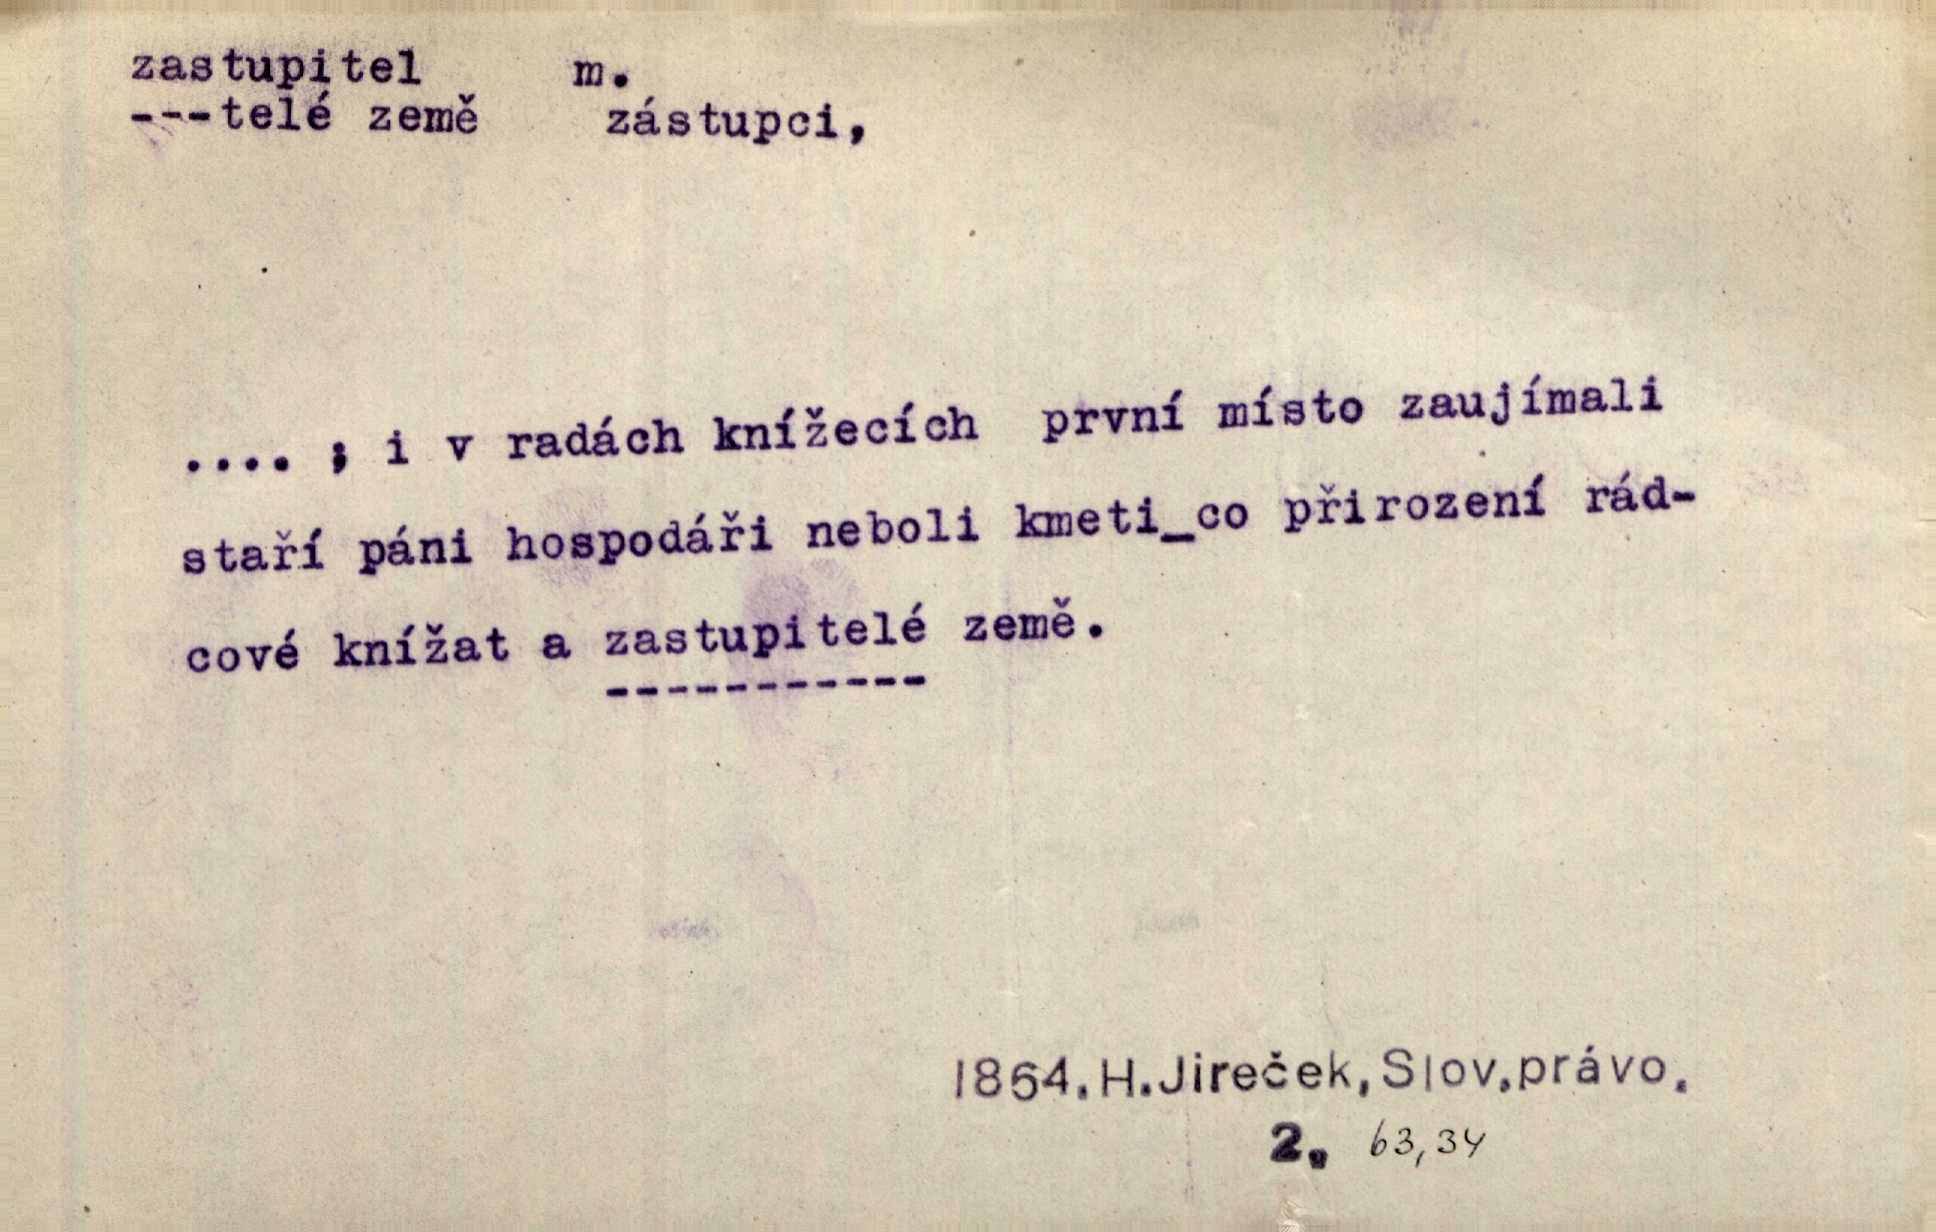 zastupitel m.
---telé země zástupci,
.... ; i v radách knížecích první místo zaujímali
staří páni hospodáři neboli kmeti_co přirození rád-
cové knížat a zastupitelé země.
-----------
1864. H. Jireček, Slov. právo.
2. 63,34